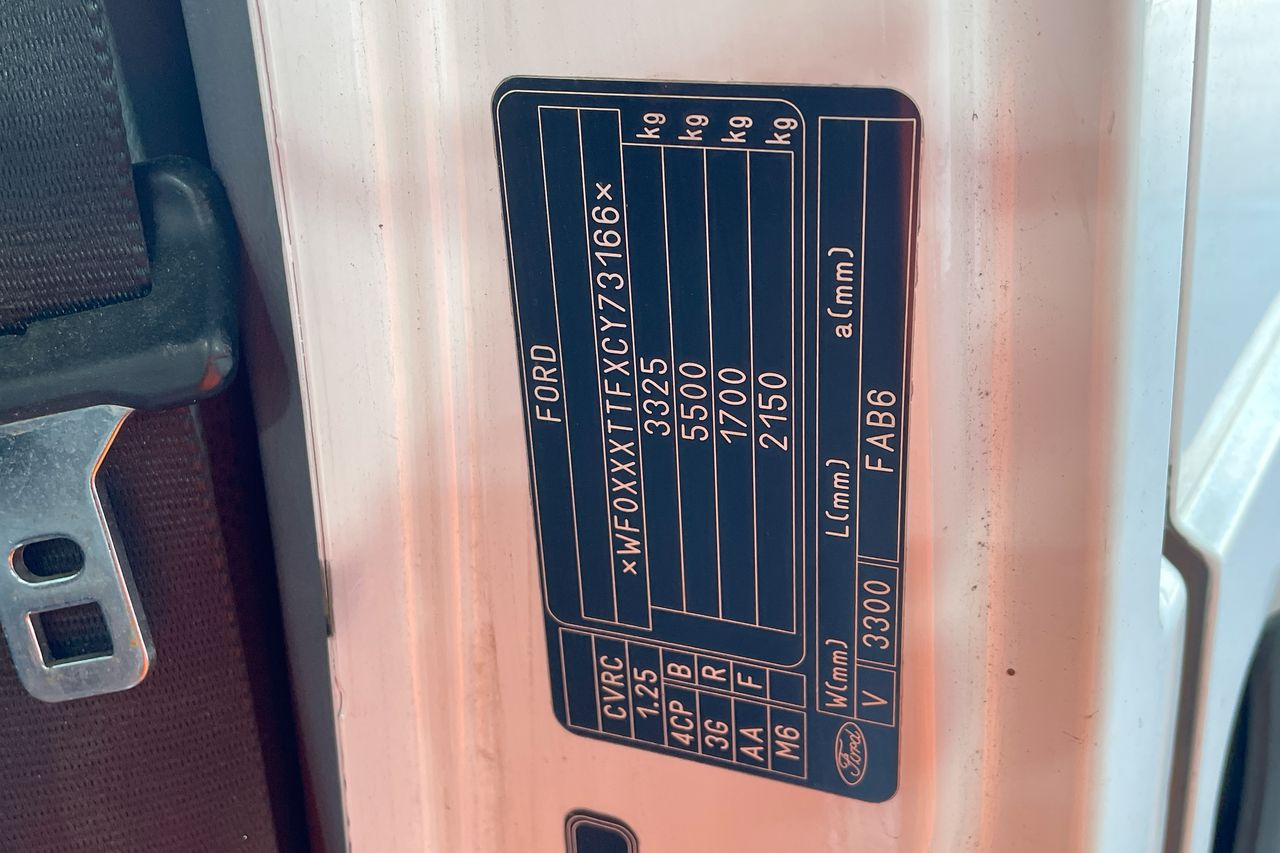 FORD
×WF0XXXTTFXCY73166×
3325 kg
5500 kg
1700 kg
2150 kg
CVRC
1.25
4CP B
3G R
AA F
M6
W(mm) L(mm) a(mm)
V 3300 FAB6
Ford